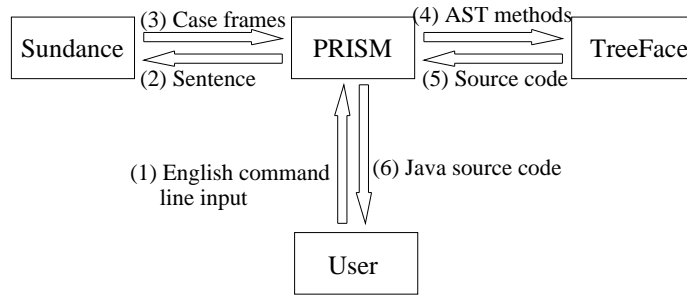 (3) Case frames
(4) AST methods
Sundance
PRISM
TreeFace
(2) Sentence
(5) Source code
(1) English command
line input
(6) Java source code
User